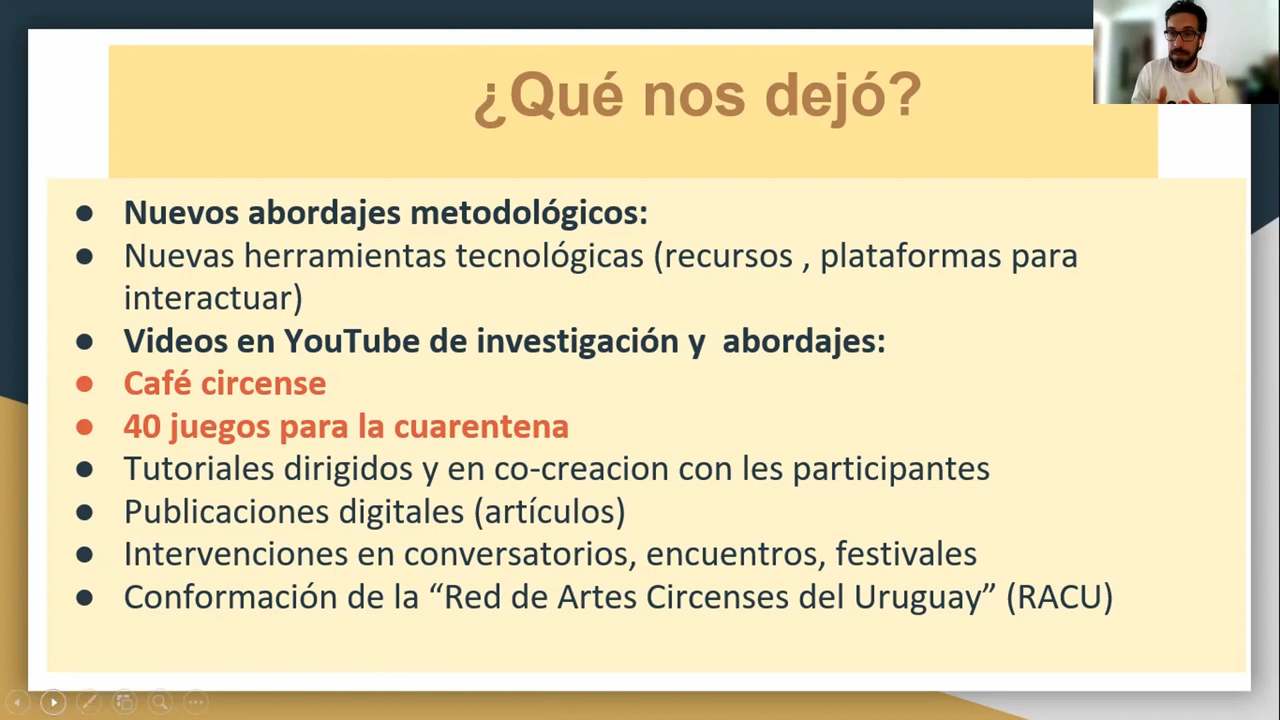 ¿Qué nos dejó?
● Nuevos abordajes metodológicos:
● Nuevas herramientas tecnológicas (recursos , plataformas para
interactuar)
● Videos en YouTube de investigación y  abordajes:
● Café circense
● 40 juegos para la cuarentena
● Tutoriales dirigidos y en co-creacion con les participantes
● Publicaciones digitales (artículos)
● Intervenciones en conversatorios, encuentros, festivales
● Conformación de la “Red de Artes Circenses del Uruguay” (RACU)